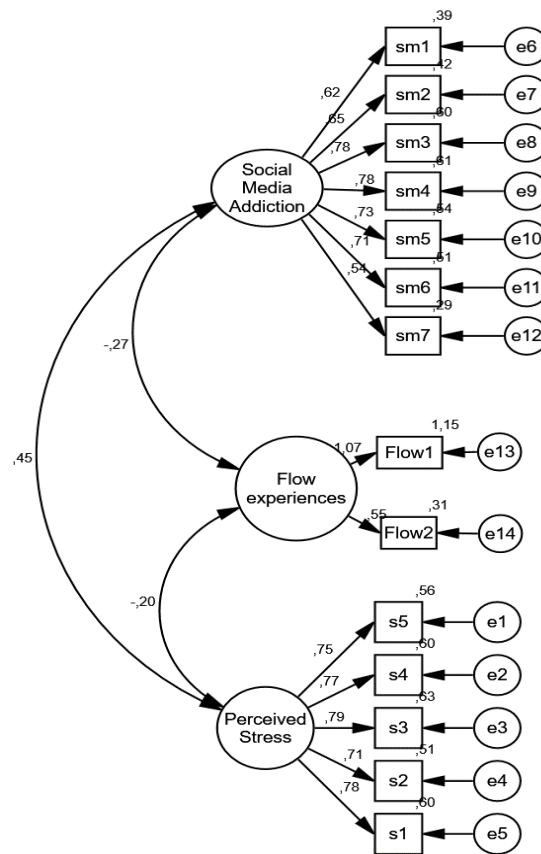 ,39
sm1
e6
,62
,42
sm2
e7
,65
,60
sm3
e8
,78
,61
Social
Media
Addiction
sm4
e9
,78
,54
sm5
e10
,73
,51
sm6
e11
,71
,29
sm7
e12
,54
-,27
,45
1,15
Flow1
e13
1,07
Flow
experiences
,31
Flow2
e14
,55
-,20
,56
s5
e1
,75
,60
s4
e2
,77
,63
s3
e3
,79
Perceived
Stress
,51
s2
e4
,71
,60
s1
e5
,78